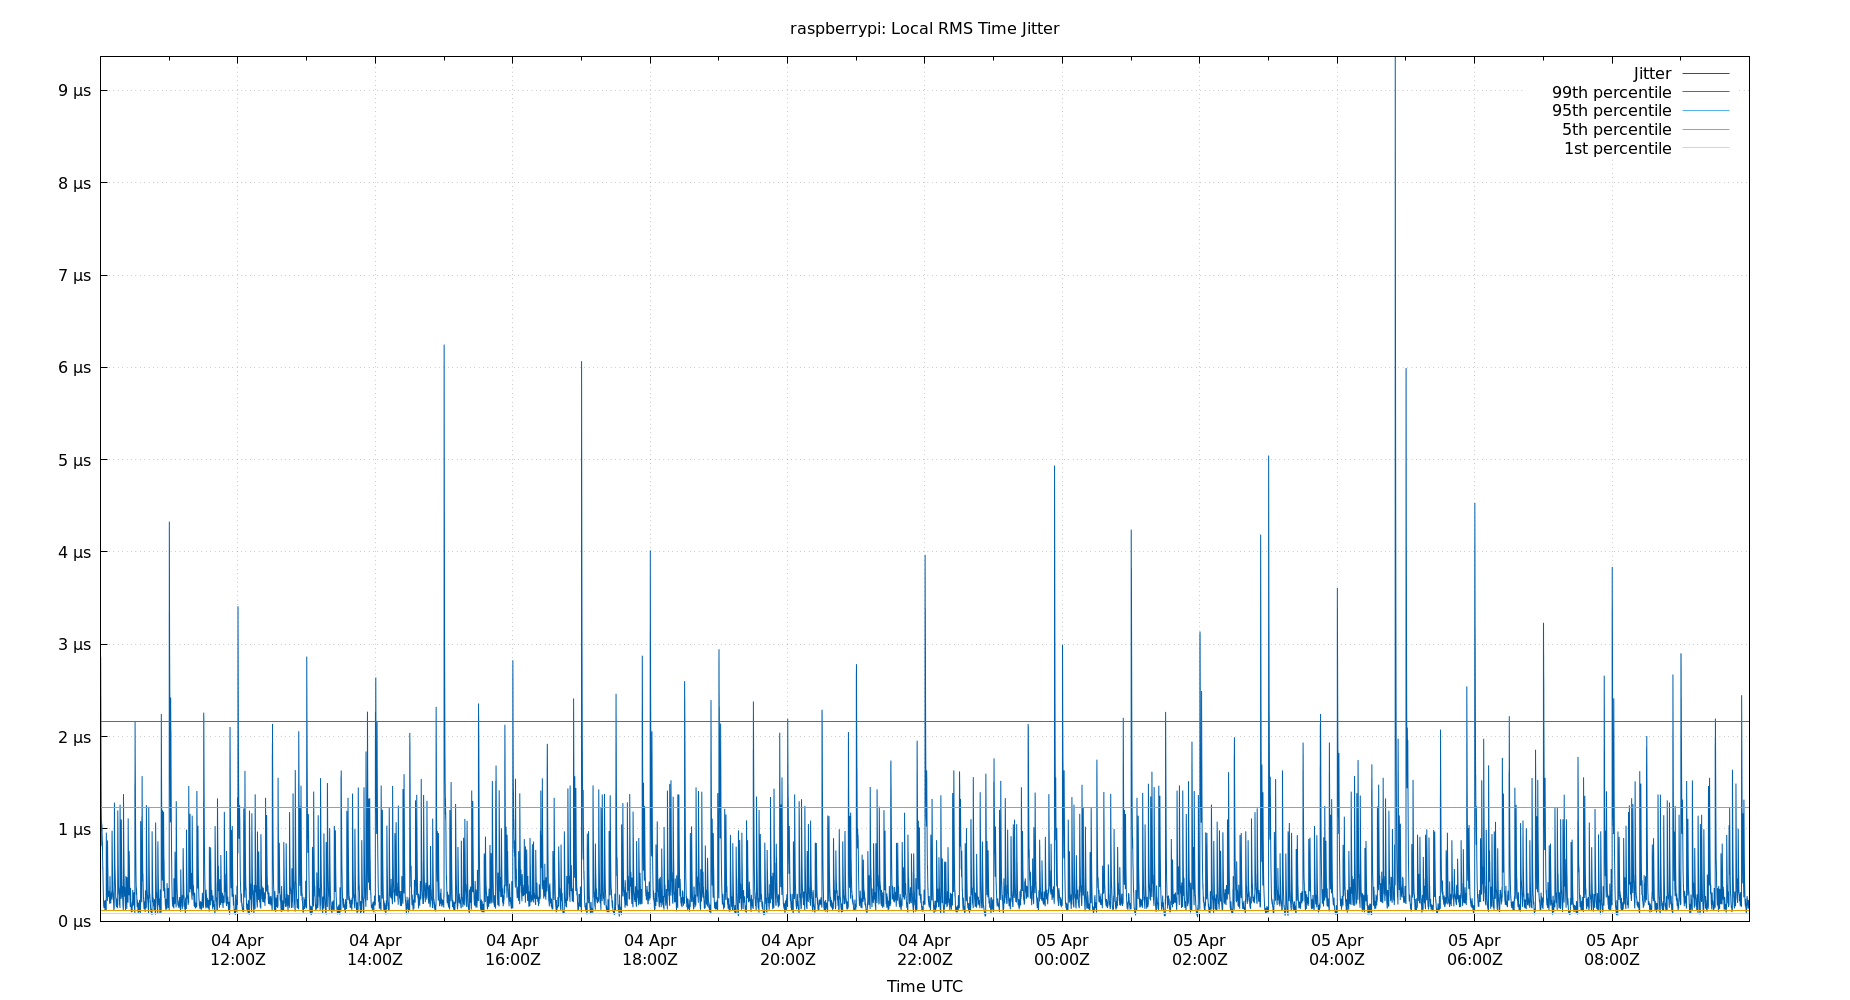 raspberrypi: Local RMS Time Jitter
Jitter
99th percentile
95th percentile
5th percentile
1st percentile
9 µs
8 µs
7 µs
6 µs
5 µs
4 µs
3 µs
2 µs
1 µs
0 µs
04 Apr 04 Apr 04 Apr 04 Apr 04 Apr 04 Apr 05 Apr 05 Apr 05 Apr 05 Apr 05 Apr
12:00Z 14:00Z 16:00Z 18:00Z 20:00Z 22:00Z 00:00Z 02:00Z 04:00Z 06:00Z 08:00Z
Time UTC